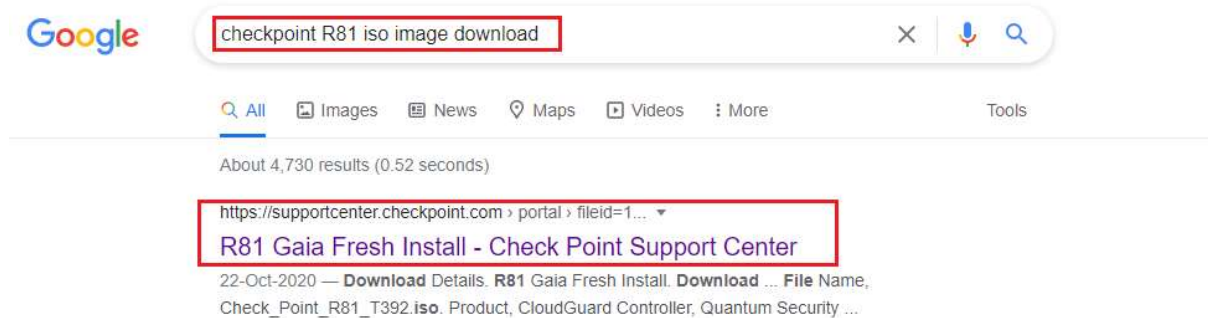 Google
checkpoint R81 iso image download
All Images News Maps Videos More Tools
About 4,730 results (0.52 seconds)
https://supportcenter.checkpoint.com › portal › fileid=1...
R81 Gaia Fresh Install - Check Point Support Center
22-Oct-2020 — Download Details. R81 Gaia Fresh Install. Download ... File Name,
Check_Point_R81_T392.iso. Product, CloudGuard Controller, Quantum Security ...